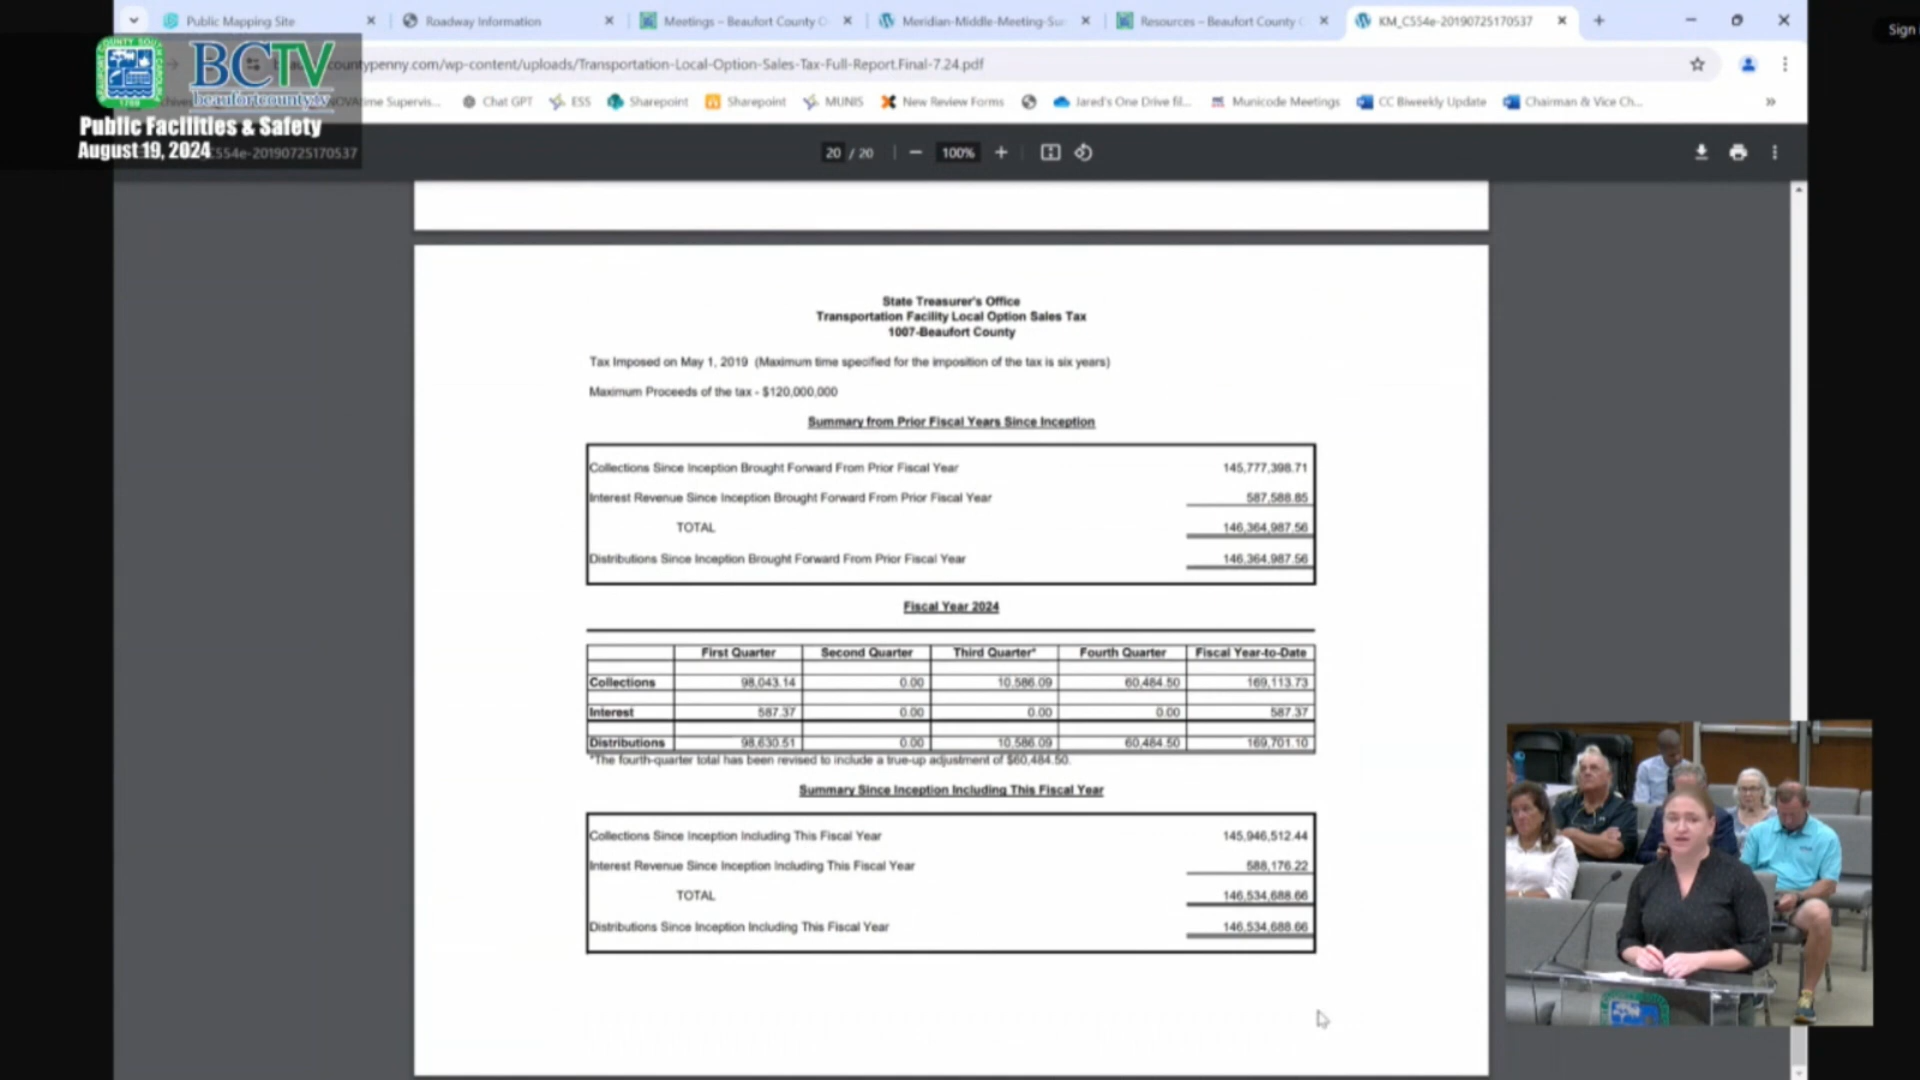 Public Mapping Site
Roadway Information
Meetings – Beaufort County
Meridian-Middle-Meeting-Su
Resources – Beaufort County
KM_C554e-20190725170537
Sign
BCTV
beaufortcounty.tv
countypenny.com/wp-content/uploads/Transportation-Local-Option-Sales-Tax-Full-Report.Final-7.24.pdf
Supervis...
Chat GPT
ESS
Sharepoint
Sharepoint
MUNIS
New Review Forms
Jared's One Drive fil...
Municode Meetings
CC Biweekly Update
Chairman & Vice Ch...
Public Facilities & Safety
August 19, 2024
C554e-20190725170537
20 / 20
100%
State Treasurer's Office
Transportation Facility Local Option Sales Tax
1007-Beaufort County
Tax Imposed on May 1, 2019 (Maximum time specified for the imposition of the tax is six years)
Maximum Proceeds of the tax - $120,000,000
Summary from Prior Fiscal Years Since Inception
Collections Since Inception Brought Forward From Prior Fiscal Year 145,777,398.71
Interest Revenue Since Inception Brought Forward From Prior Fiscal Year 587,588.85
TOTAL 146,364,987.56
Distributions Since Inception Brought Forward From Prior Fiscal Year 146,364,987.56
Fiscal Year 2024
First Quarter Second Quarter Third Quarter* Fourth Quarter Fiscal Year-to-Date
Collections 98,043.14 0.00 10,586.09 60,484.50 169,113.73
Interest 587.37 0.00 0.00 0.00 587.37
Distributions 98,630.51 0.00 10,586.09 60,484.50 169,701.10
*The fourth-quarter total has been revised to include a true-up adjustment of $60,484.50.
Summary Since Inception Including This Fiscal Year
Collections Since Inception Including This Fiscal Year 145,946,512.44
Interest Revenue Since Inception Including This Fiscal Year 588,176.22
TOTAL 146,534,688.66
Distributions Since Inception Including This Fiscal Year 146,534,688.66